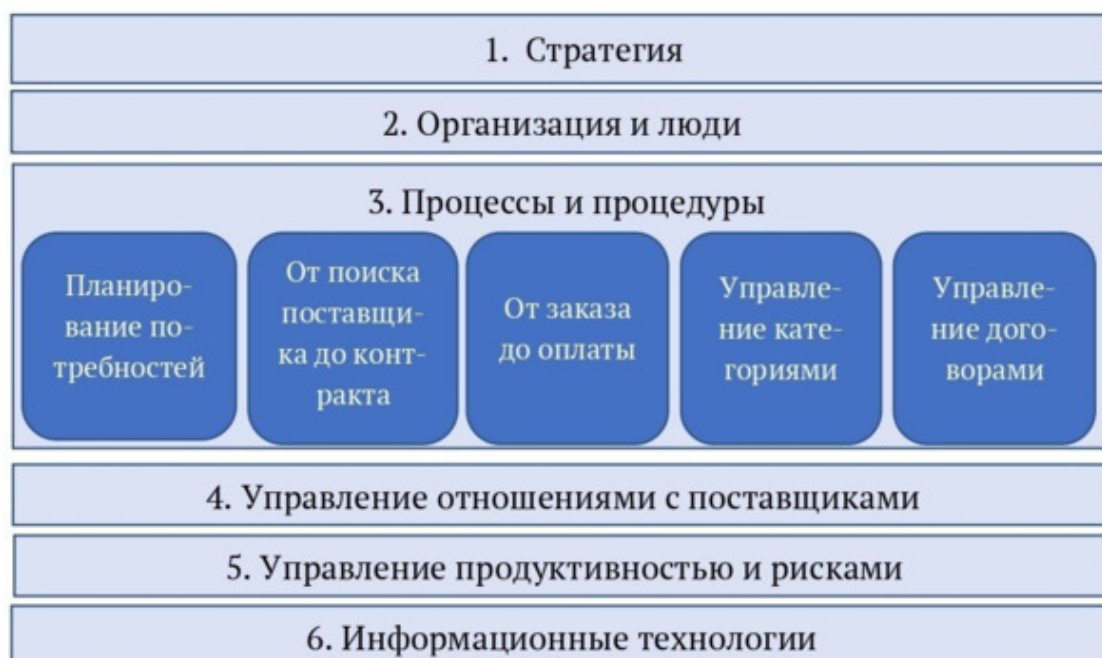 1. Стратегия
2. Организация и люди
3. Процессы и процедуры
Планиро-
вание по-
требностей
От поиска
поставщи-
ка до конт-
ракта
От заказа
до оплаты
Управле-
ние кате-
гориями
Управле-
ние дого-
ворами
4. Управление отношениями с поставщиками
5. Управление продуктивностью и рисками
6. Информационные технологии